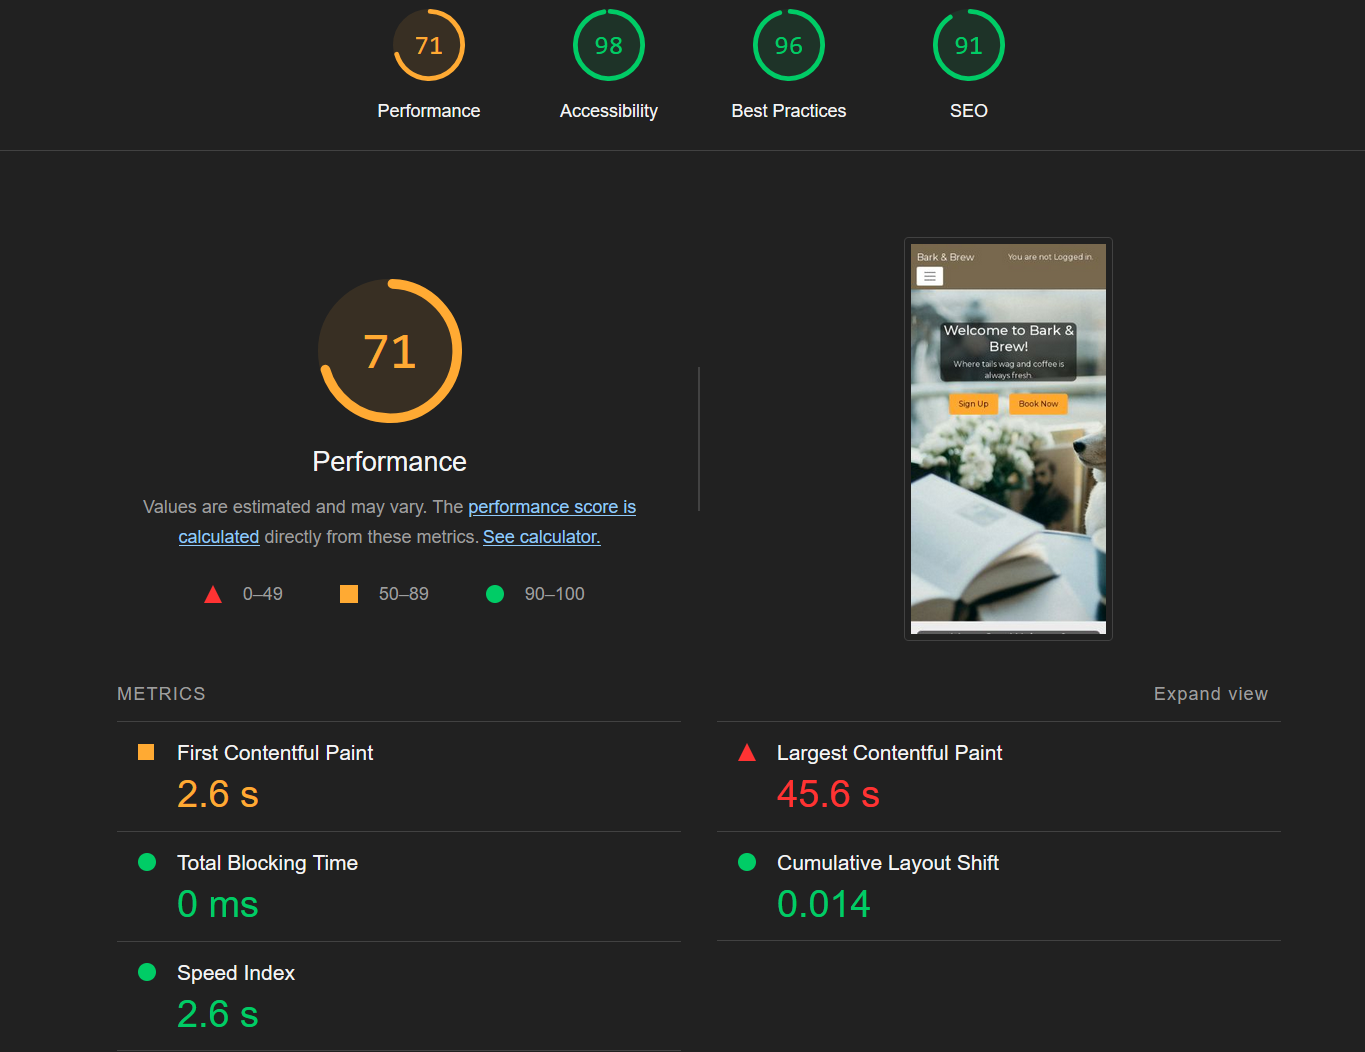 71
98
96
91
Performance
Accessibility
Best Practices
SEO
71
Performance
Values are estimated and may vary. The performance score is
calculated directly from these metrics. See calculator.
0–49
50–89
90–100
Bark & Brew
You are not Logged in.
Welcome to Bark &
Brew!
Where tails wag and coffee is
always fresh.
Sign Up
Book Now
METRICS
Expand view
First Contentful Paint
2.6 s
Largest Contentful Paint
45.6 s
Total Blocking Time
0 ms
Cumulative Layout Shift
0.014
Speed Index
2.6 s